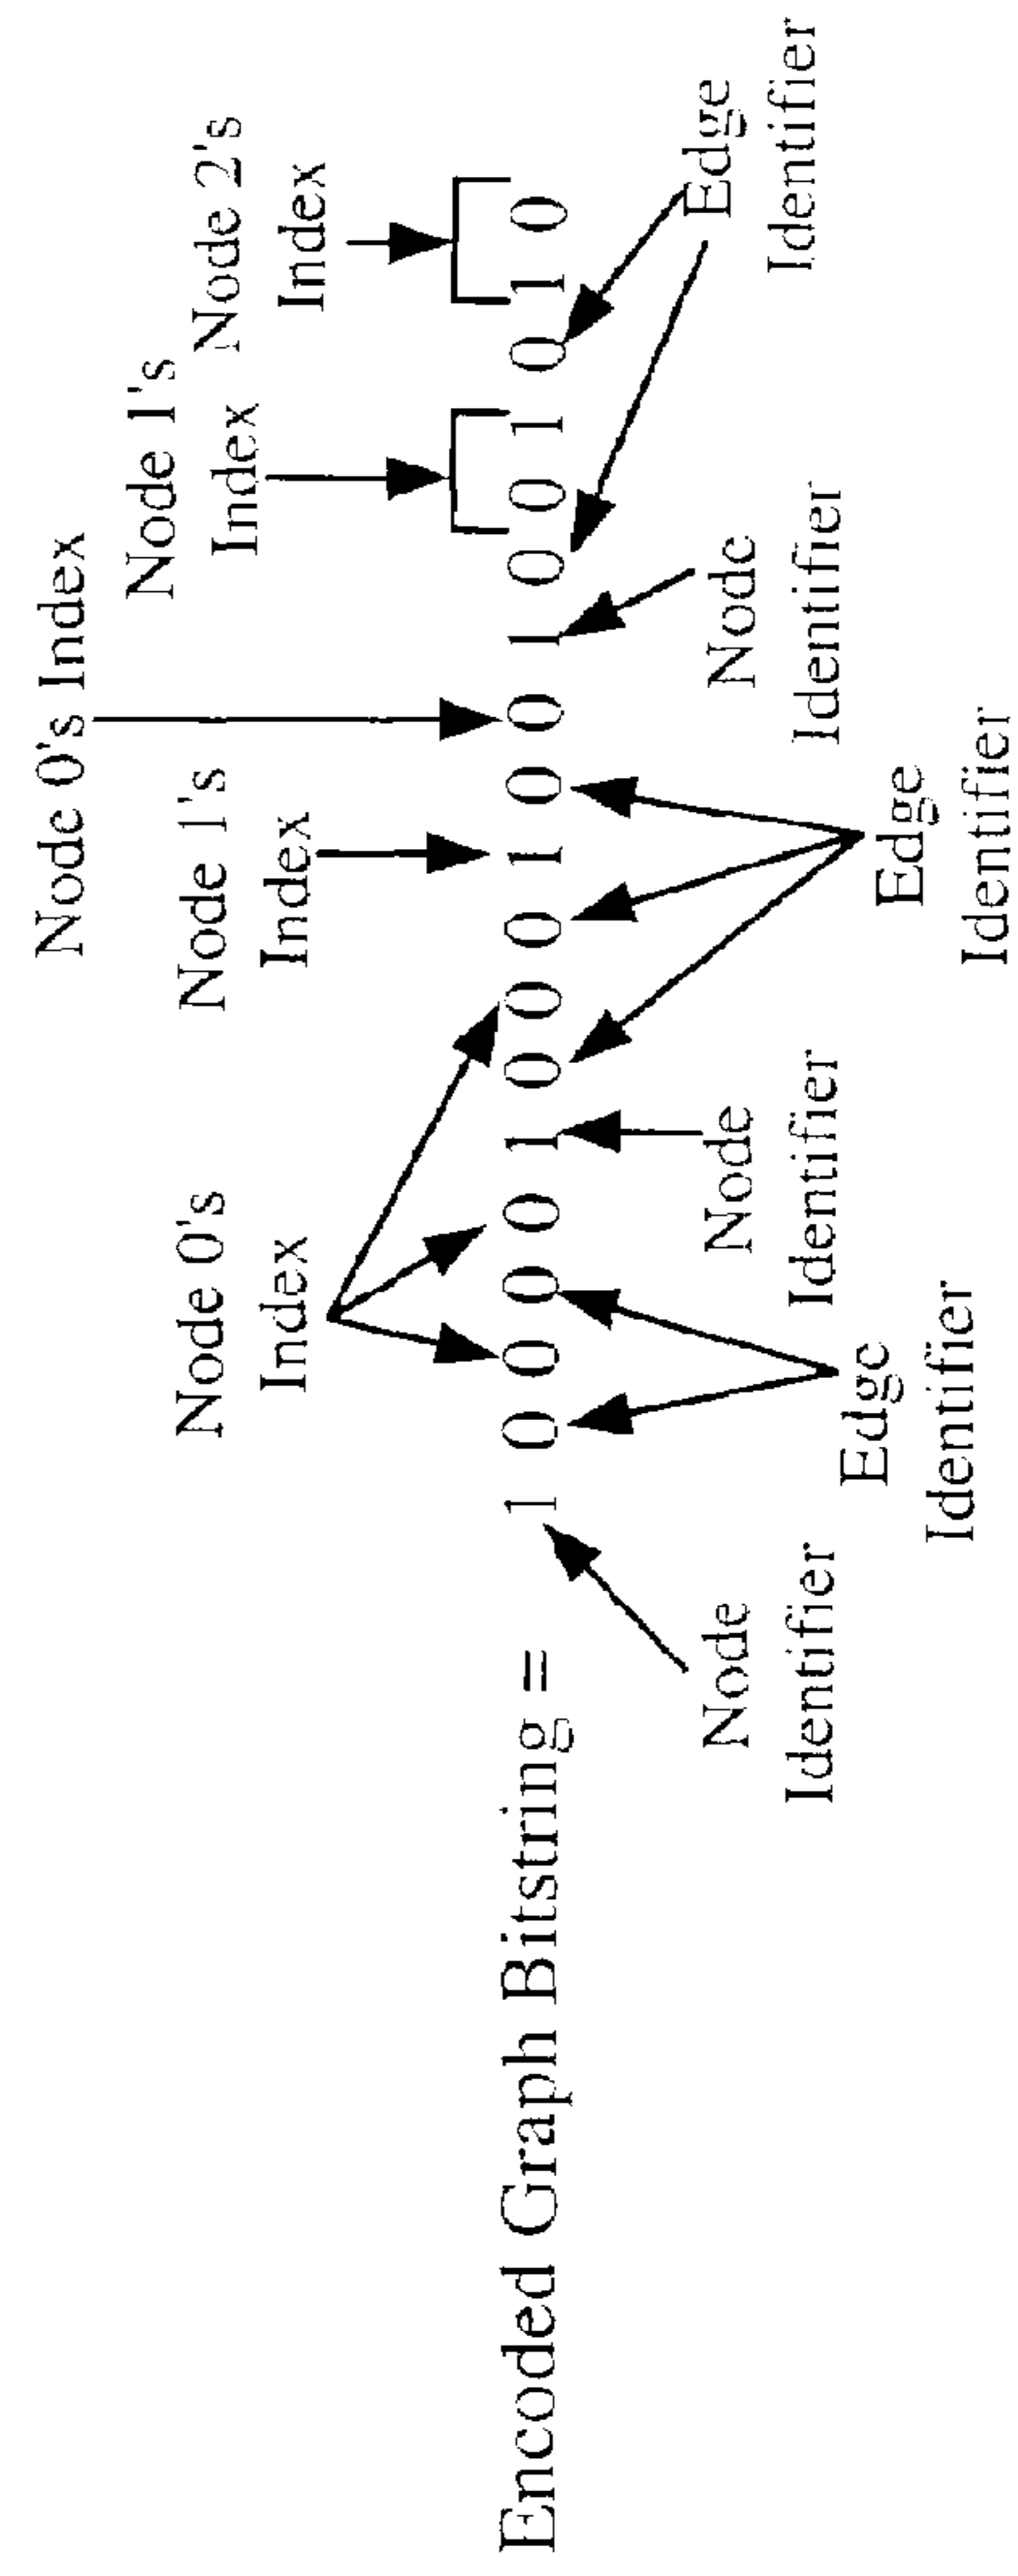 Node 0's Index
Node 1's
Index
Node 0's
Index
Node 1's
Index
Node 2's
Index
Encoded Graph Bitstring = 1 0 0 0 0 1 0 0 0 1 0 0 1 0 0 1 0 1 0
Node
Identifier
Edge
Identifier
Node
Identifier
Edge
Identifier
Node
Identifier
Edge
Identifier